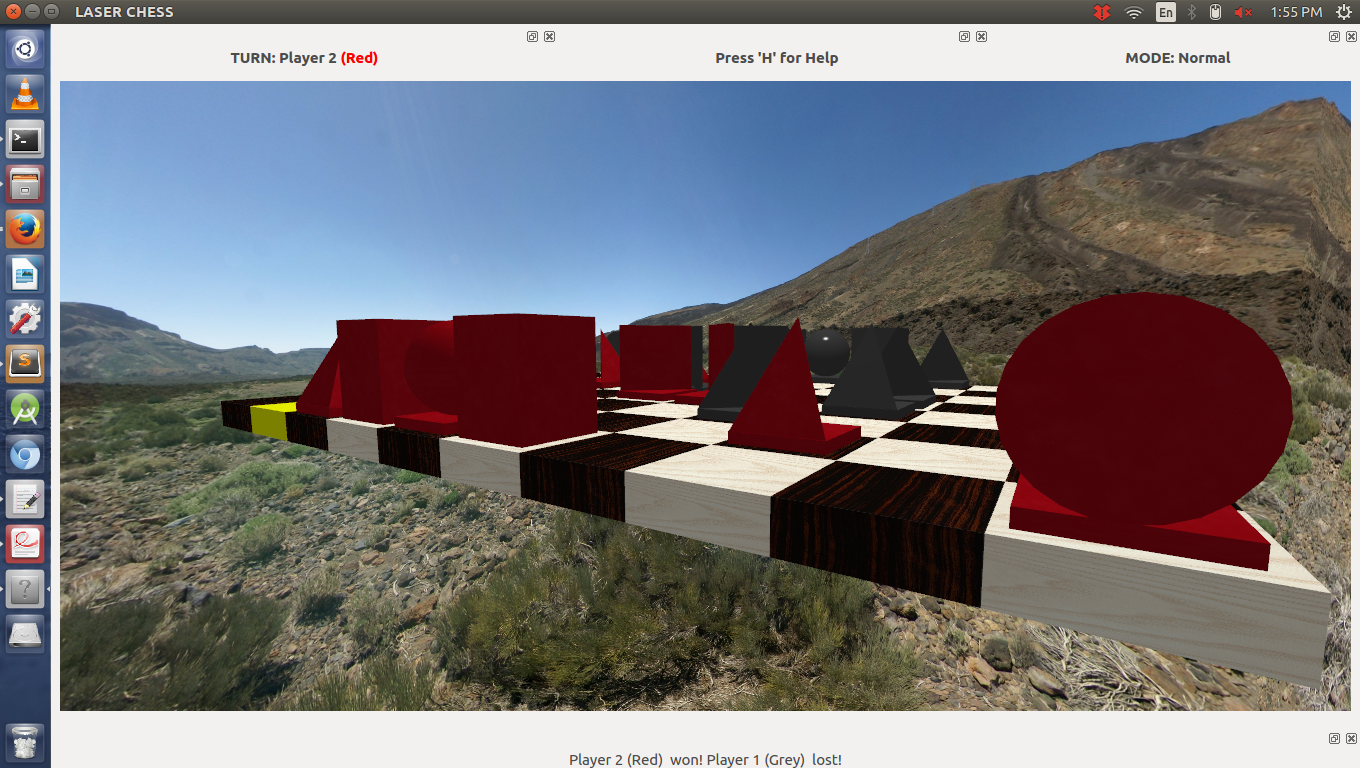 LASER CHESS
En
1:55 PM
TURN: Player 2 (Red)
Press 'H' for Help
MODE: Normal
Player 2 (Red)  won! Player 1 (Grey)  lost!